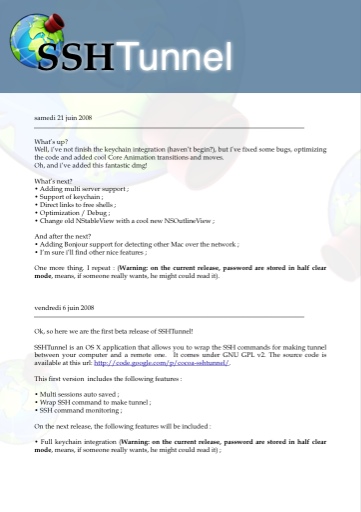 SSHTunnel
samedi 21 juin 2008
What's up?
Well, i've not finish the keychain integration (haven't begin?), but i've fixed some bugs, optimizing
the code and added cool Core Animation transitions and moves.
Oh, and i've added this fantastic dmg!
What's next?
• Adding multi server support ;
• Support of keychain ;
• Direct links to free shells ;
• Optimization / Debug ;
• Change old NSTableView with a cool new NSOutlineView ;
And after the next?
• Adding Bonjour support for detecting other Mac over the network ;
• I'm sure i'll find other nice features ;
One more thing, I repeat : (Warning: on the current release, password are stored in half clear
mode, means, if someone really wants, he might could read it).
vendredi 6 juin 2008
Ok, so here we are the first beta release of SSHTunnel!
SSHTunnel is an OS X application that allows you to wrap the SSH commands for making tunnel
between your computer and a remote one. It comes under GNU GPL v2. The source code is
available at this url: http://code.google.com/p/cocoa-sshtunnel/.
This first version includes the following features :
• Multi sessions auto saved ;
• Wrap SSH command to make tunnel ;
• SSH command monitoring ;
On the next release, the following features will be included :
• Full keychain integration (Warning: on the current release, password are stored in half clear
mode, means, if someone really wants, he might could read it) ;